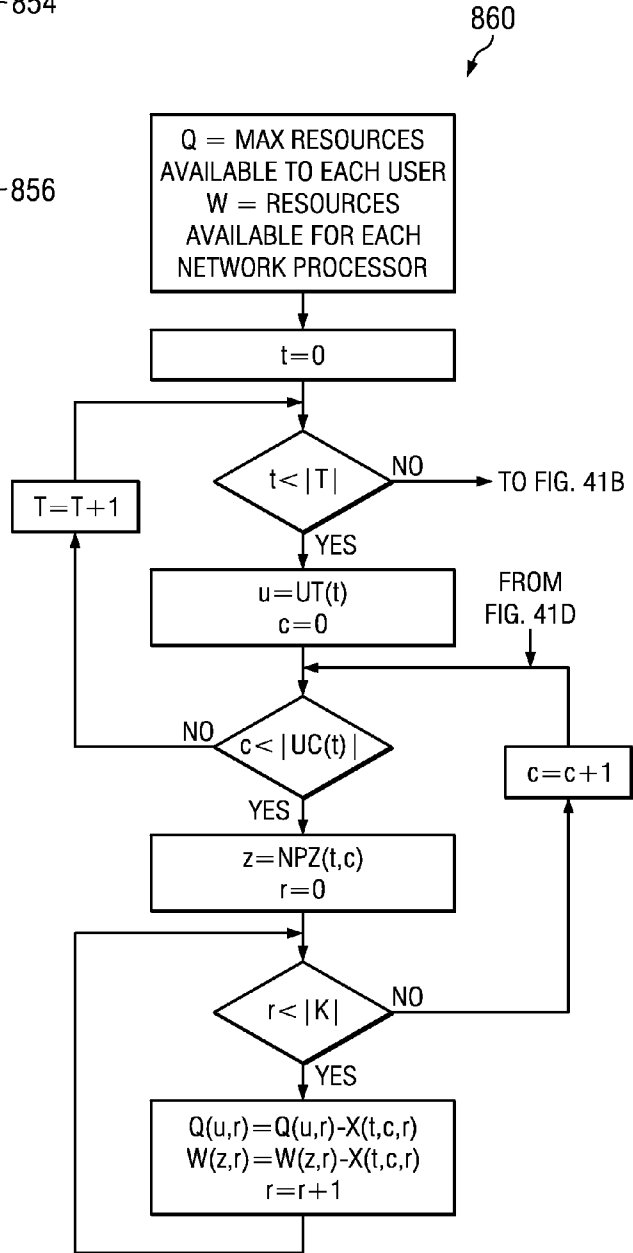 854
860
856
Q = MAX RESOURCES
AVAILABLE TO EACH USER
W = RESOURCES
AVAILABLE FOR EACH
NETWORK PROCESSOR
t=0
t<|T|
NO
TO FIG. 41B
T=T+1
YES
u=UT(t)
c=0
FROM
FIG. 41D
NO
c<|UC(t)|
c=c+1
YES
z=NPZ(t,c)
r=0
r<|K|
NO
YES
Q(u,r)=Q(u,r)-X(t,c,r)
W(z,r)=W(z,r)-X(t,c,r)
r=r+1